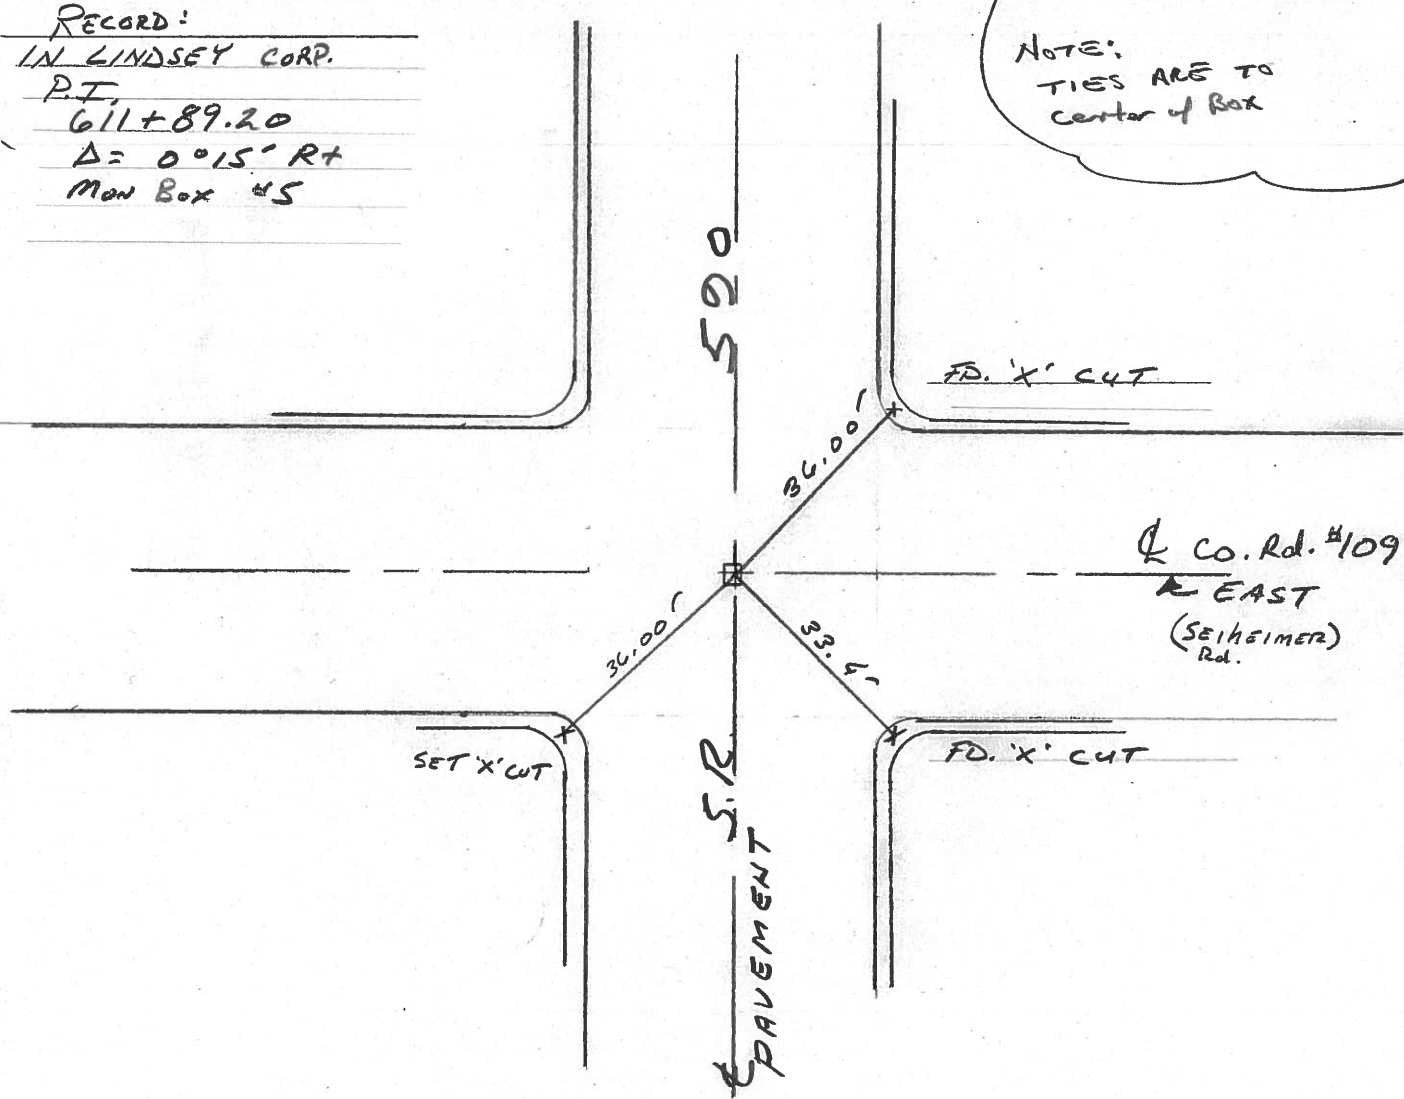 RECORD:
IN LINDSEY CORP.
P.I.
611+89.20
Δ= 0°15' Rt
Mon Box #5
NOTE:
TIES ARE TO
Center of Box
590
FD. 'X' CUT
36.00'
℄ Co. Rd. #109
EAST
(SEIHEIMER)
Rd.
36.00'
33.5'
SET 'X' CUT
FD. 'X' CUT
S.R.
℄ PAVEMENT